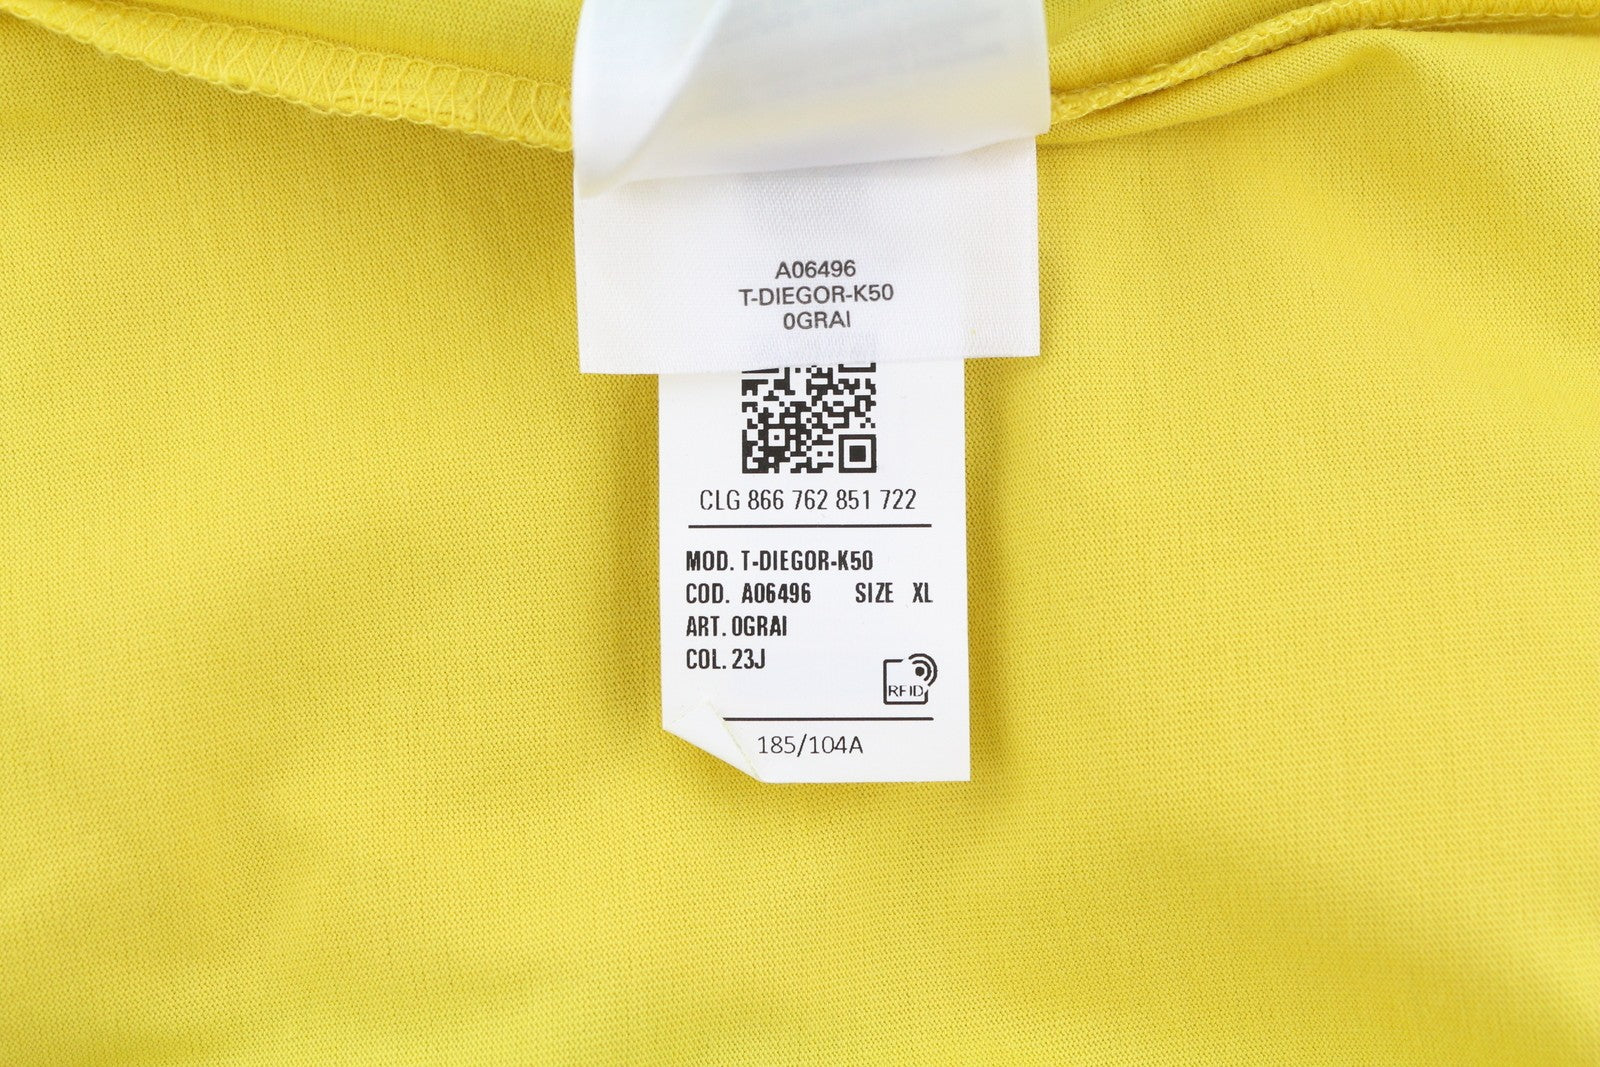 A06496
T-DIEGOR-K50
0GRAI
CLG 866 762 851 722
MOD. T-DIEGOR-K50
COD. A06496 SIZE XL
ART. 0GRAI
COL. 23J
RFID
185/104A